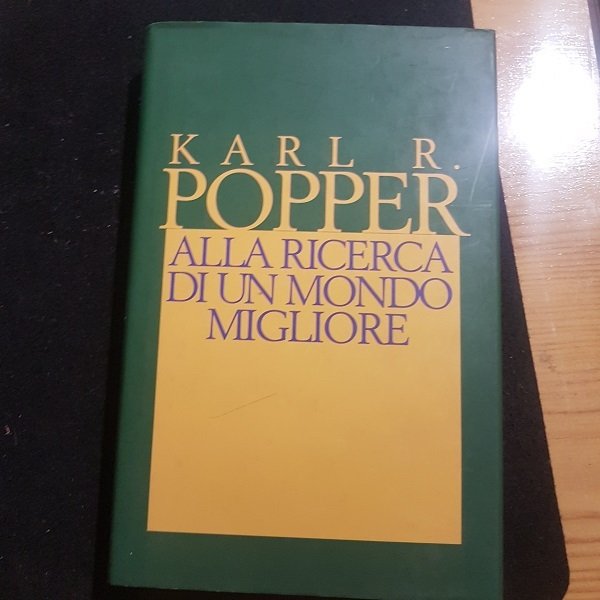 KARL R.
POPPER
ALLA RICERCA
DI UN MONDO
MIGLIORE